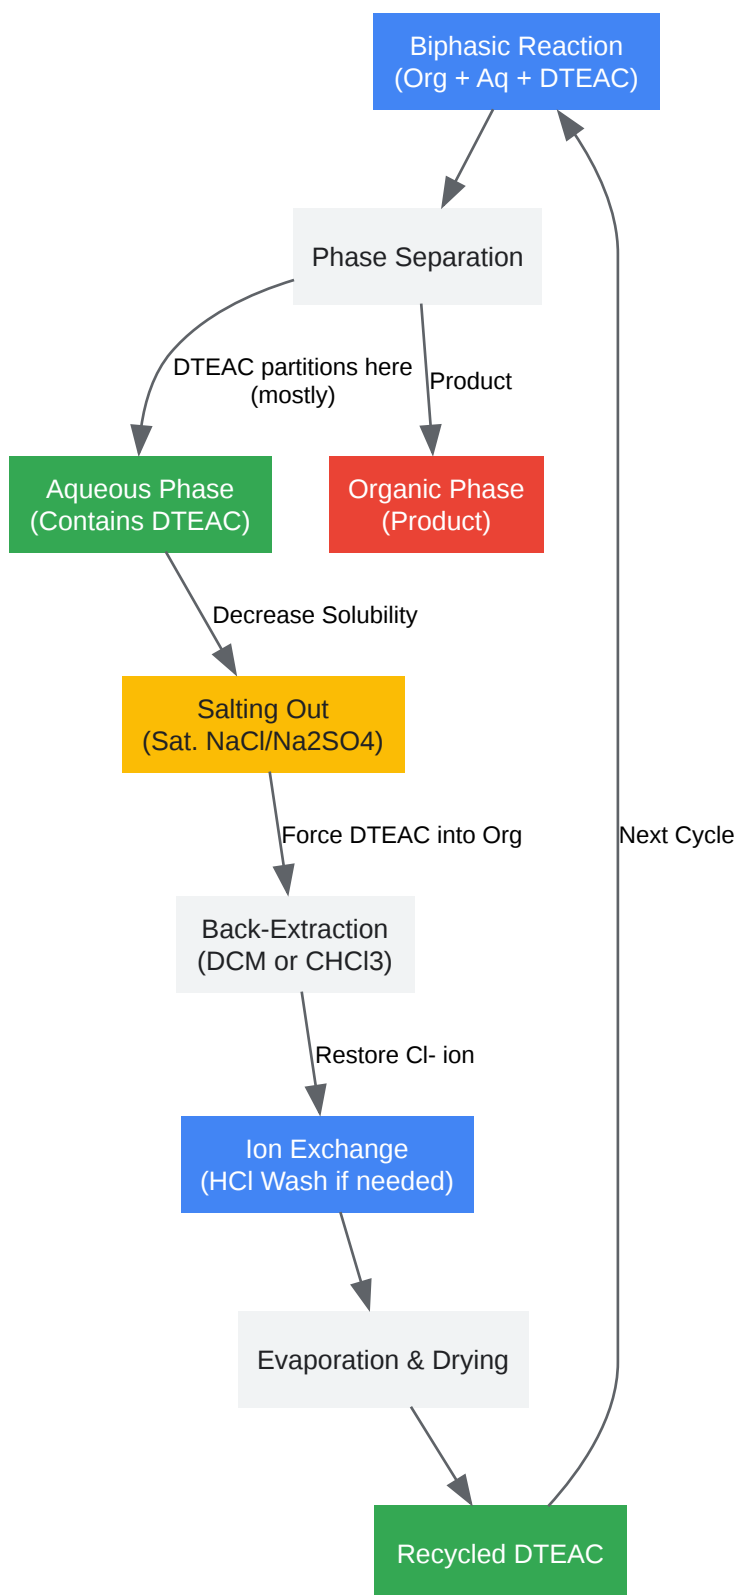 Biphasic Reaction
(Org + Aq + DTEAC)
Phase Separation
DTEAC partitions here
(mostly)
Product
Aqueous Phase
(Contains DTEAC)
Organic Phase
(Product)
Decrease Solubility
Salting Out
(Sat. NaCl/Na2SO4)
Force DTEAC into Org
Next Cycle
Back-Extraction
(DCM or CHCl3)
Restore Cl- ion
Ion Exchange
(HCl Wash if needed)
Evaporation & Drying
Recycled DTEAC